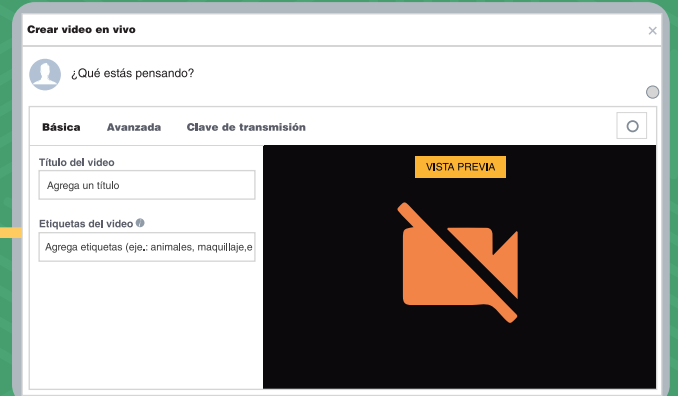 Crear video en vivo
¿Qué estás pensando?
Básica Avanzada Clave de transmisión
Título del video
Agrega un título
Etiquetas del video
Agrega etiquetas (eje.: animales, maquillaje,e
VISTA PREVIA